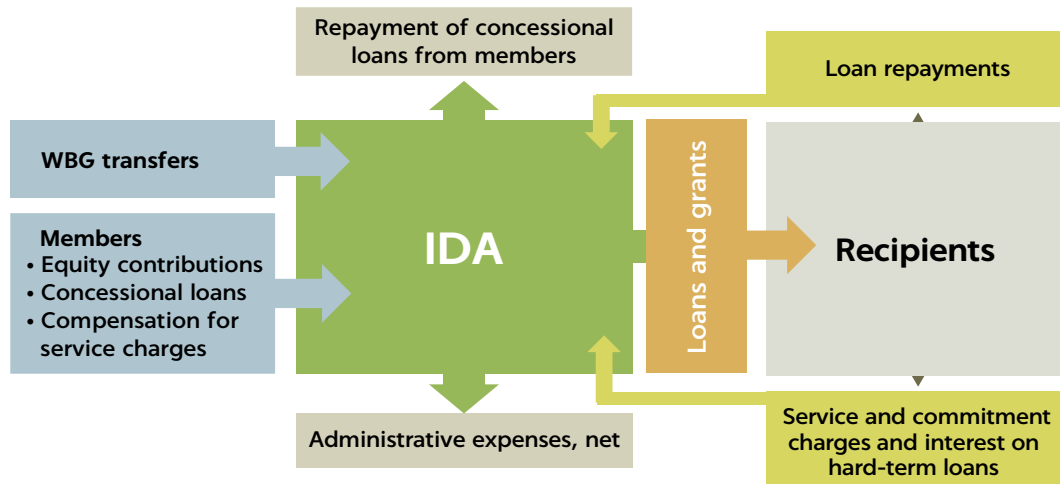 Repayment of concessional
loans from members
Loan repayments
WBG transfers
Members
• Equity contributions
• Concessional loans
• Compensation for
service charges
IDA
Loans and grants
Recipients
Administrative expenses, net
Service and commitment
charges and interest on
hard-term loans